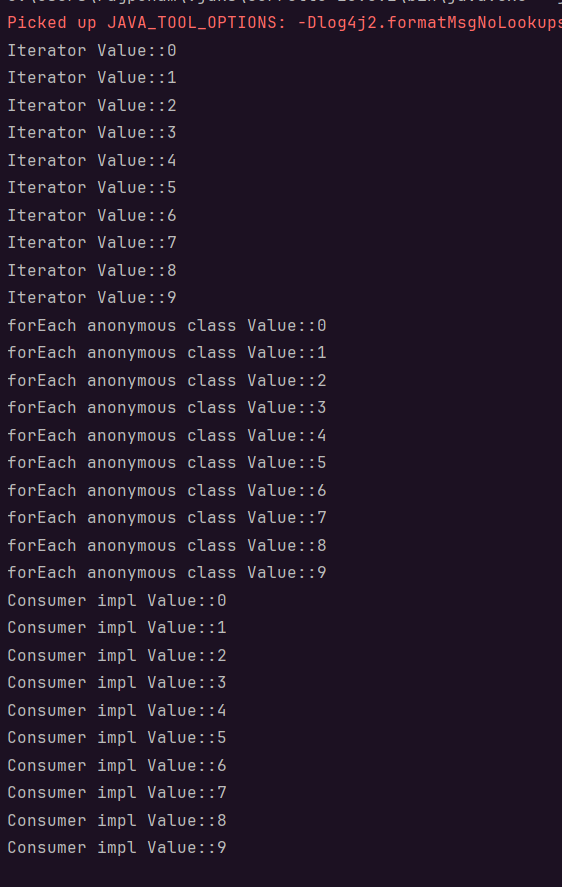 Picked up JAVA_TOOL_OPTIONS: -Dlog4j2.formatMsgNoLookups
Iterator Value::0
Iterator Value::1
Iterator Value::2
Iterator Value::3
Iterator Value::4
Iterator Value::5
Iterator Value::6
Iterator Value::7
Iterator Value::8
Iterator Value::9
forEach anonymous class Value::0
forEach anonymous class Value::1
forEach anonymous class Value::2
forEach anonymous class Value::3
forEach anonymous class Value::4
forEach anonymous class Value::5
forEach anonymous class Value::6
forEach anonymous class Value::7
forEach anonymous class Value::8
forEach anonymous class Value::9
Consumer impl Value::0
Consumer impl Value::1
Consumer impl Value::2
Consumer impl Value::3
Consumer impl Value::4
Consumer impl Value::5
Consumer impl Value::6
Consumer impl Value::7
Consumer impl Value::8
Consumer impl Value::9